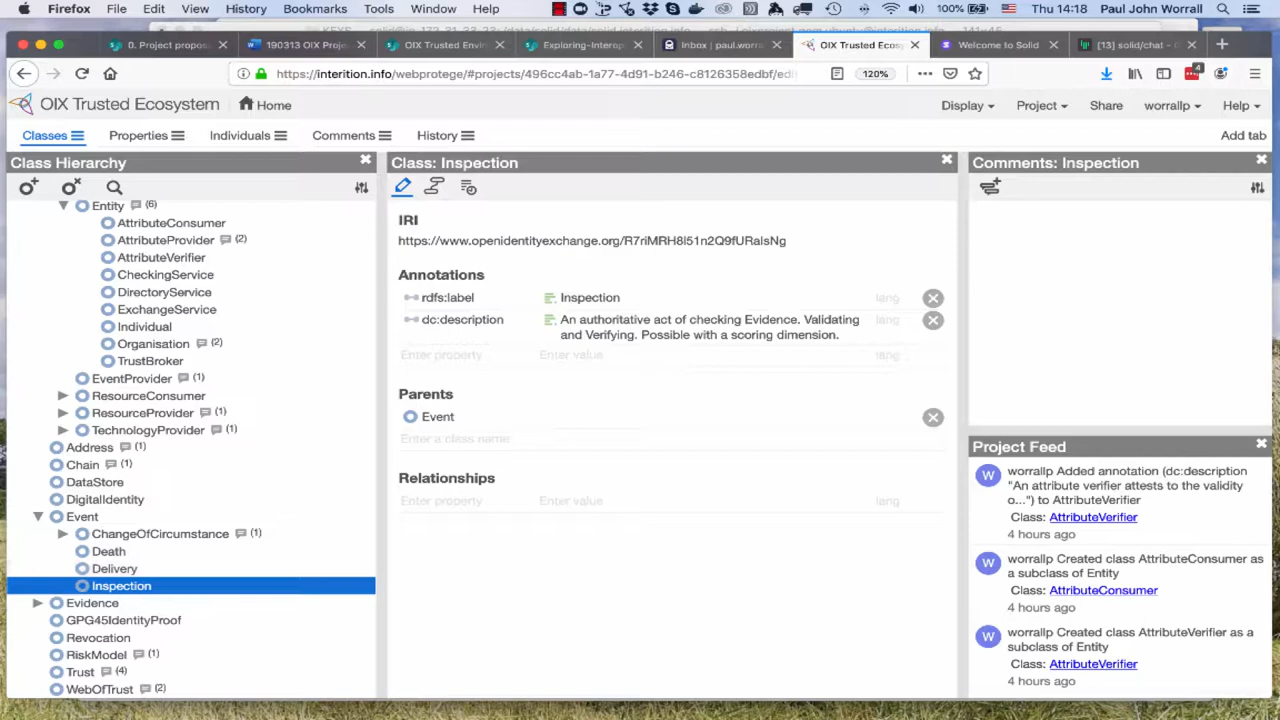 Firefox File Edit View History Bookmarks Tools Window Help 100% Thu 14:18 Paul John Worrall
0. Project propos
190313 OIX Proje
OIX Trusted Envi
Exploring-Interop
Inbox | paul.worra
OIX Trusted Ecosy
Welcome to Solid
[13] solid/chat -
https://interition.info/webprotege/#projects/496cc4ab-1a77-4d91-b246-c8126358edbf/edi
120%
4
OIX Trusted Ecosystem
Home
Display Project Share worrallp Help
Classes Properties Individuals Comments History
Add tab
Class Hierarchy
Entity (6)
AttributeConsumer
AttributeProvider (2)
AttributeVerifier
CheckingService
DirectoryService
ExchangeService
Individual
Organisation (2)
TrustBroker
EventProvider (1)
ResourceConsumer
ResourceProvider (1)
TechnologyProvider (1)
Address (1)
Chain (1)
DataStore
DigitalIdentity
Event
ChangeOfCircumstance (1)
Death
Delivery
Inspection
Evidence
GPG45IdentityProof
Revocation
RiskModel (1)
Trust (4)
WebOfTrust (2)
Class: Inspection
IRI
https://www.openidentityexchange.org/R7riMRH8l51n2Q9fURaIsNg
Annotations
rdfs:label Inspection lang
dc:description An authoritative act of checking Evidence. Validating lang
and Verifying. Possible with a scoring dimension.
Enter property Enter value lang
Parents
Event
Enter a class name
Relationships
Enter property Enter value lang
Comments: Inspection
Project Feed
W
worrallp Added annotation (dc:description
"An attribute verifier attests to the validity
o...") to AttributeVerifier
Class: AttributeVerifier
4 hours ago
W
worrallp Created class AttributeConsumer as
a subclass of Entity
Class: AttributeConsumer
4 hours ago
W
worrallp Created class AttributeVerifier as a
subclass of Entity
Class: AttributeVerifier
4 hours ago